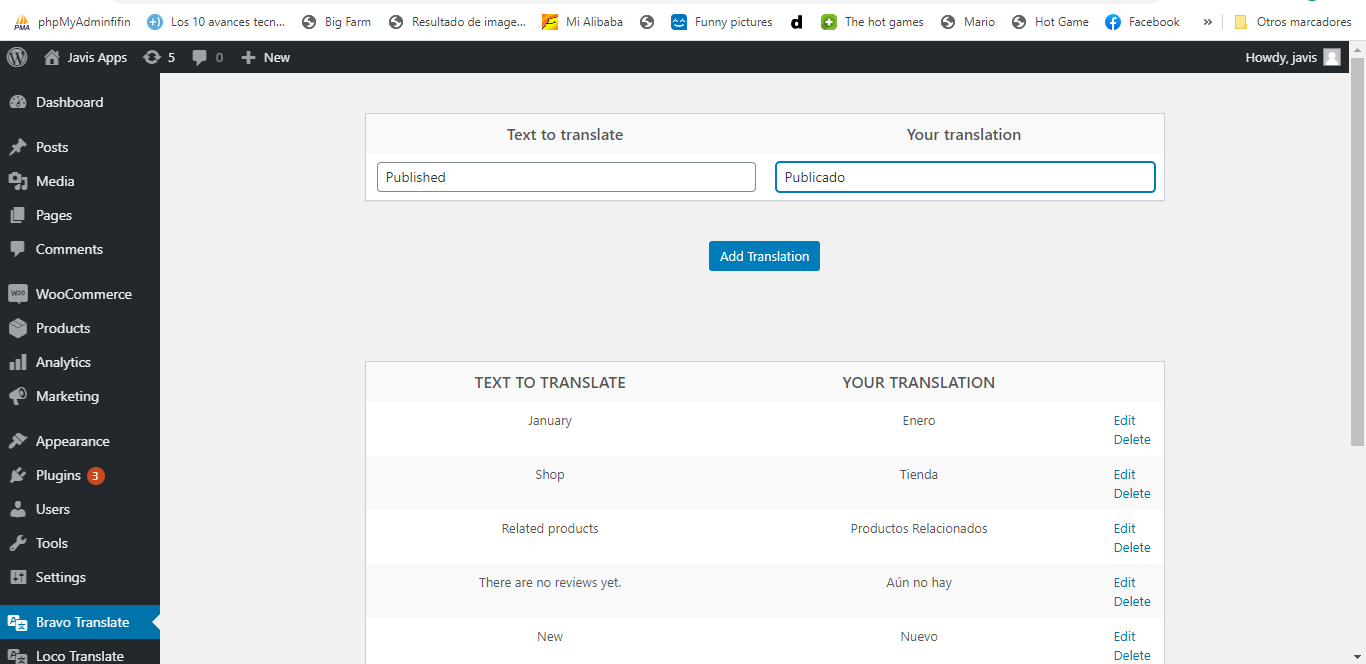 phpMyAdminfifin Los 10 avances tecn... Big Farm Resultado de image... Mi Alibaba Funny pictures d The hot games Mario Hot Game Facebook » Otros marcadores
Javis Apps 5 0 + New Howdy, javis
Dashboard
Posts
Media
Pages
Comments
WooCommerce
Products
Analytics
Marketing
Appearance
Plugins 3
Users
Tools
Settings
Bravo Translate
Loco Translate
Text to translate Your translation
Published Publicado
Add Translation
TEXT TO TRANSLATE YOUR TRANSLATION
January Enero Edit
Delete
Shop Tienda Edit
Delete
Related products Productos Relacionados Edit
Delete
There are no reviews yet. Aún no hay Edit
Delete
New Nuevo Edit
Delete